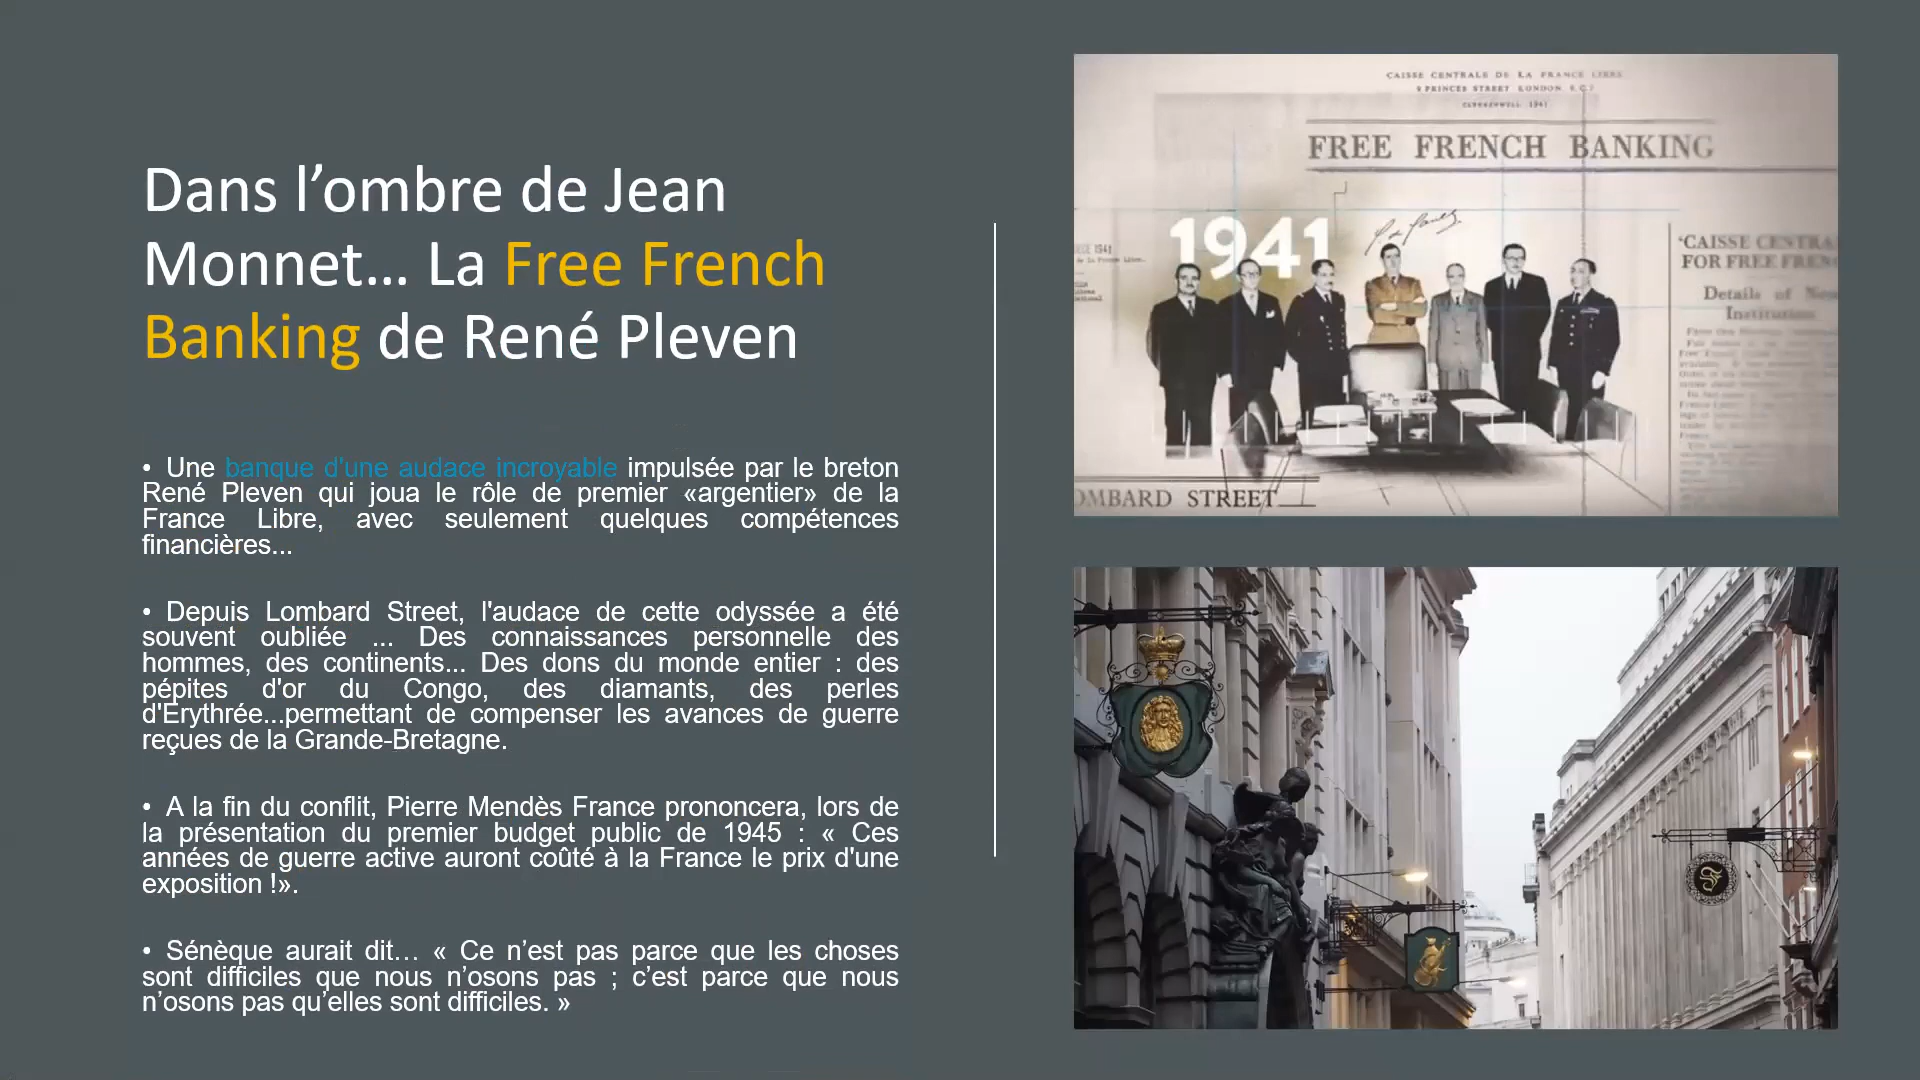 Dans l’ombre de Jean
Monnet… La Free French
Banking de René Pleven
• Une banque d'une audace incroyable impulsée par le breton
René Pleven qui joua le rôle de premier «argentier» de la
France Libre, avec seulement quelques compétences
financières...
• Depuis Lombard Street, l'audace de cette odyssée a été
souvent oubliée ... Des connaissances personnelle des
hommes, des continents... Des dons du monde entier : des
pépites d'or du Congo, des diamants, des perles
d'Erythrée...permettant de compenser les avances de guerre
reçues de la Grande-Bretagne.
• A la fin du conflit, Pierre Mendès France prononcera, lors de
la présentation du premier budget public de 1945 : « Ces
années de guerre active auront coûté à la France le prix d'une
exposition !».
• Sénèque aurait dit… « Ce n’est pas parce que les choses
sont difficiles que nous n’osons pas ; c’est parce que nous
n’osons pas qu’elles sont difficiles. »
CAISSE CENTRALE DE LA FRANCE LIBRE
9 PRINCES STREET LONDON E.C.2
FREE FRENCH BANKING
1941
'CAISSE CENTRA
FOR FREE FREN
Details of New
Institution
OMBARD STREET